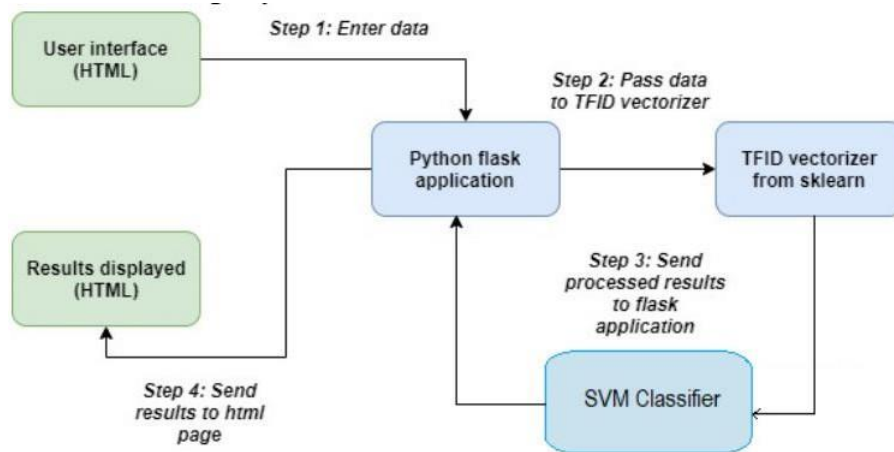 Step 1: Enter data
User interface
(HTML)
Step 2: Pass data
to TFID vectorizer
Python flask
application
TFID vectorizer
from sklearn
Results displayed
(HTML)
Step 3: Send
processed results
to flask
application
Step 4: Send
results to html
page
SVM Classifier